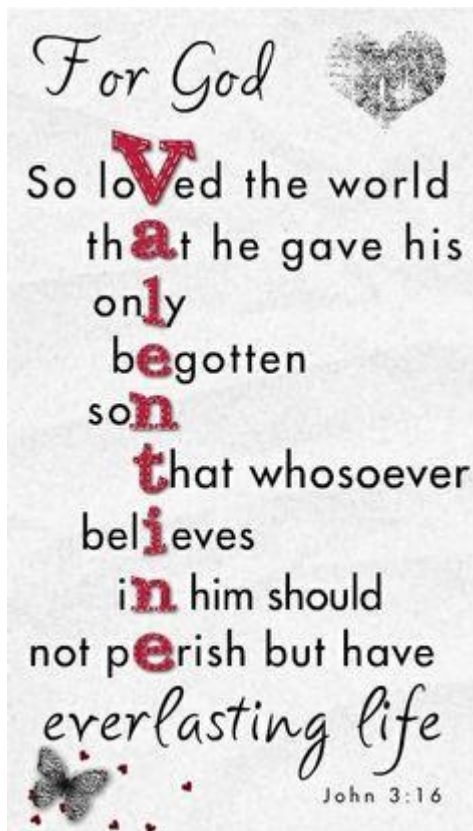 For God
So loVed the world
that he gave his
only
begotten
son
that whosoever
believes
in him should
not perish but have
everlasting life
John 3:16